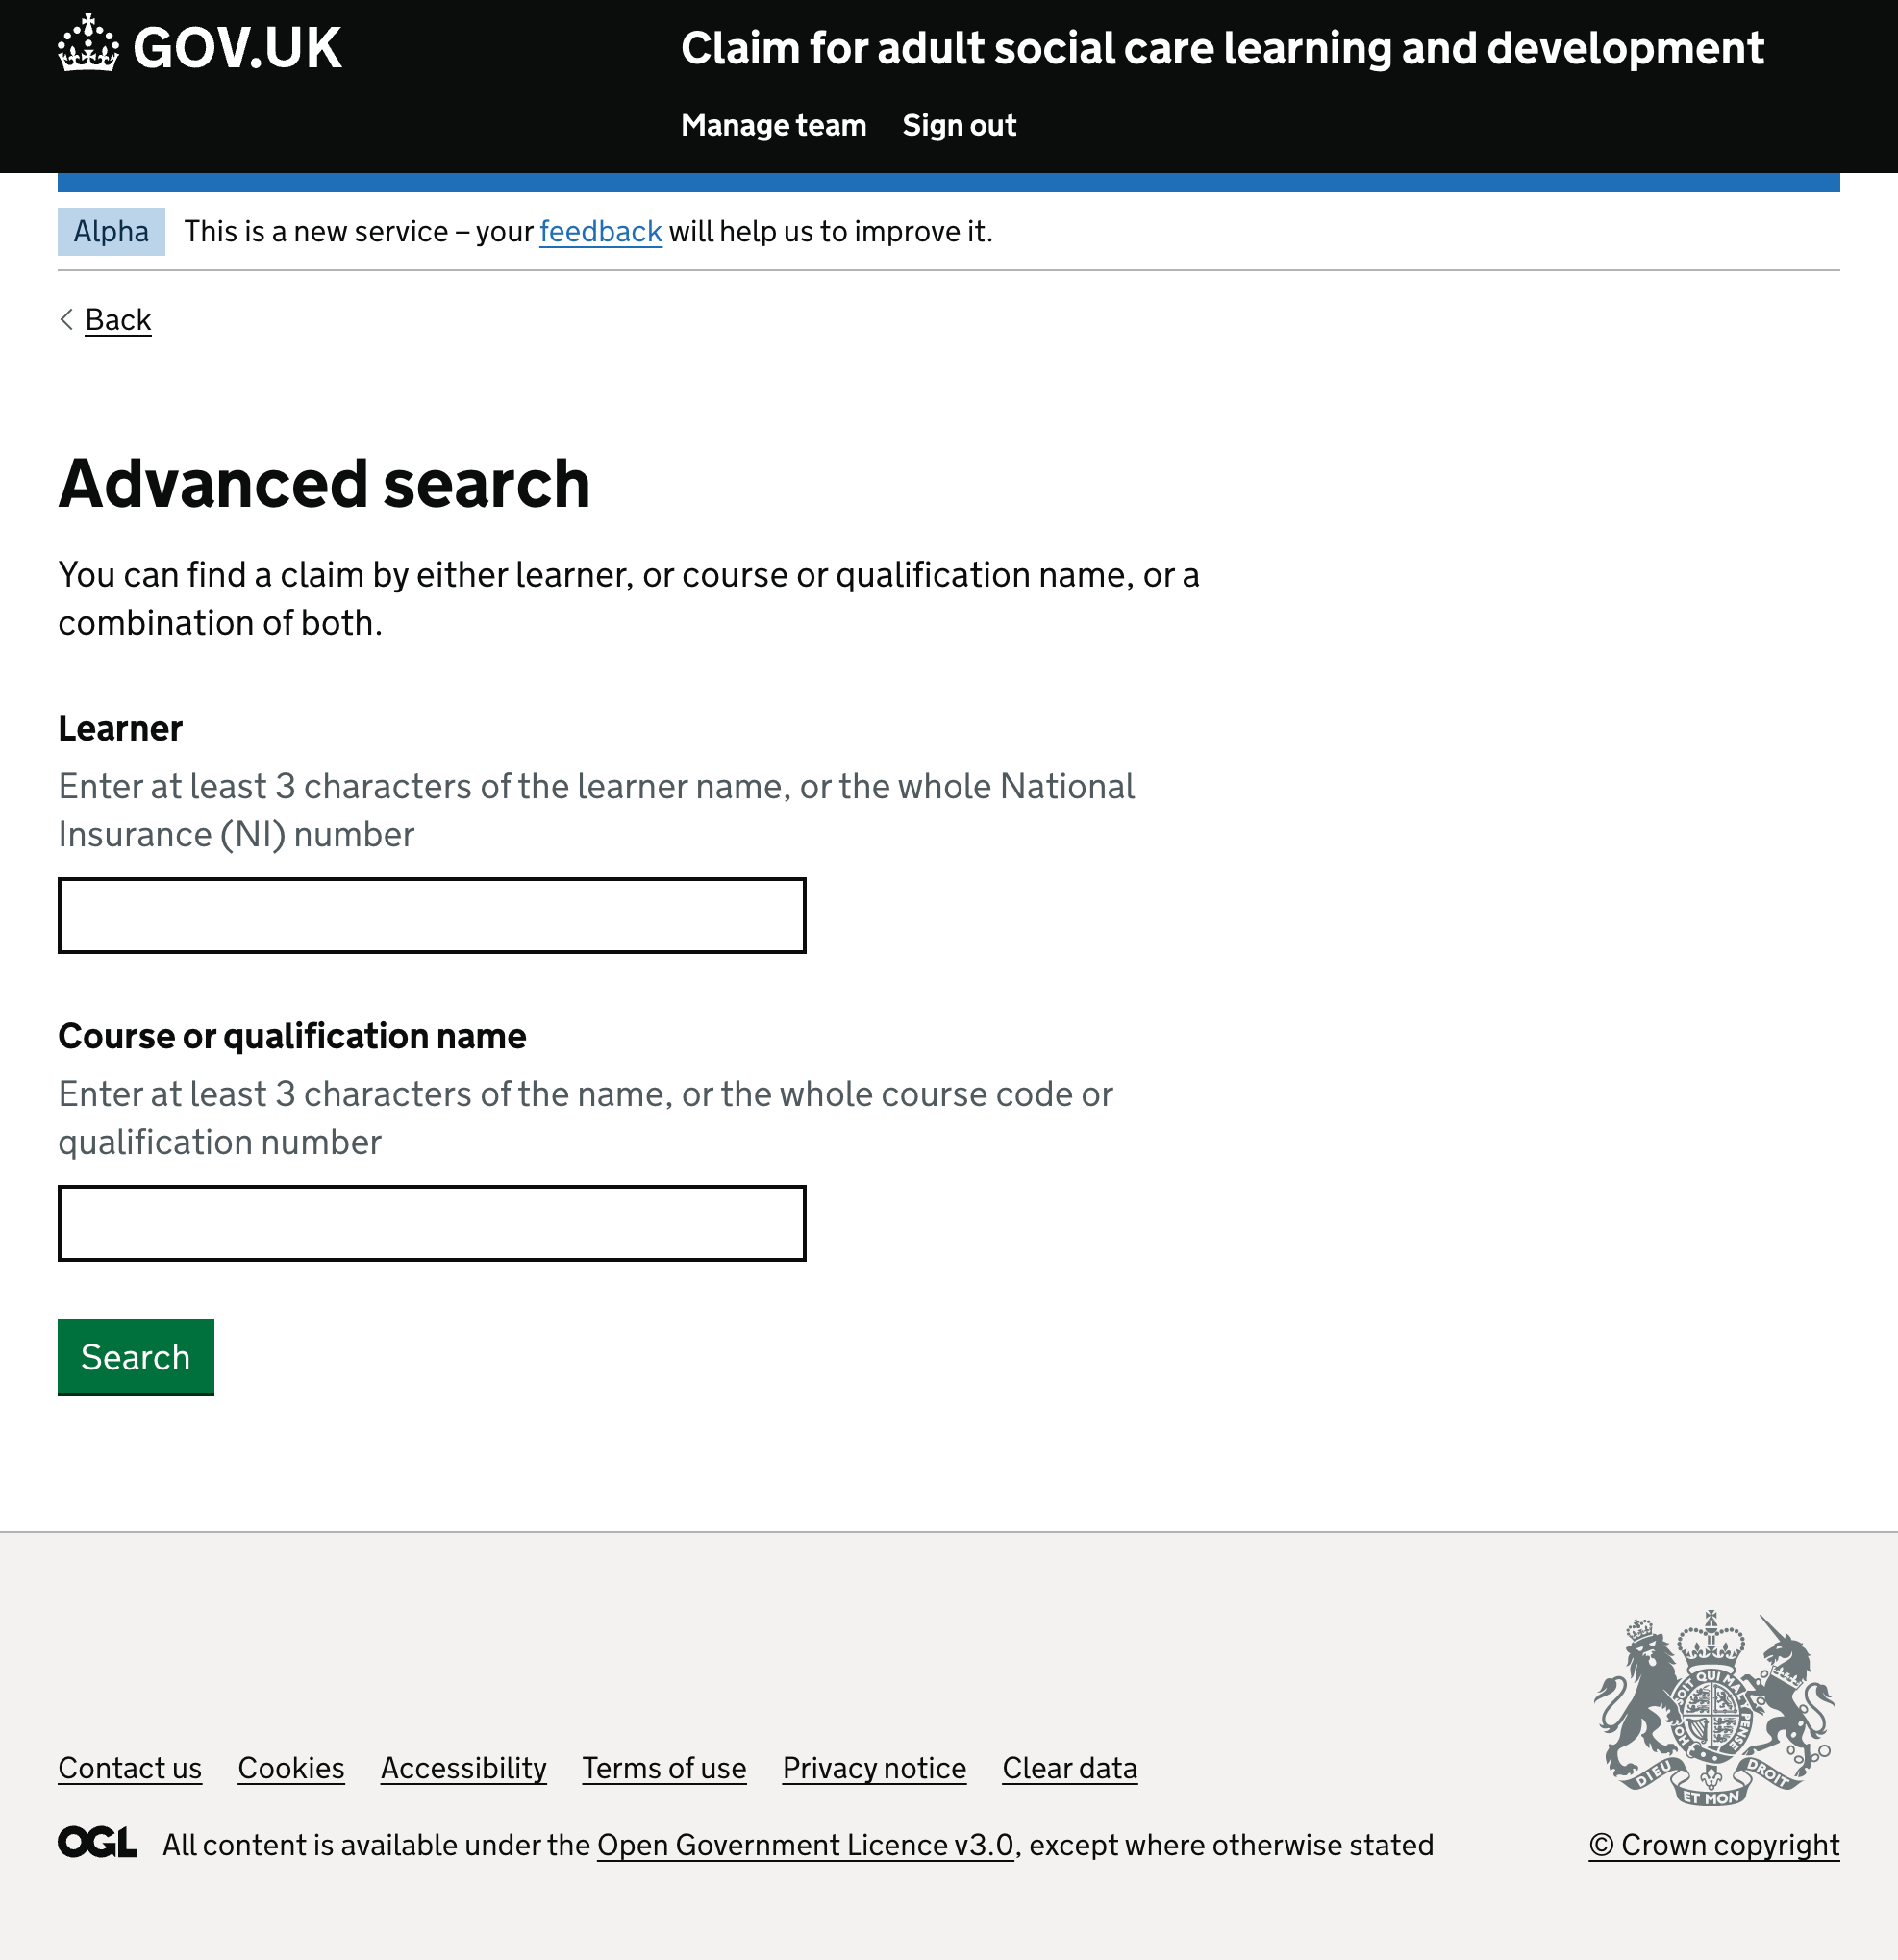 GOV.UK
Claim for adult social care learning and development
Manage team Sign out
Alpha This is a new service – your feedback will help us to improve it.
Back
Advanced search
You can find a claim by either learner, or course or qualification name, or a
combination of both.
Learner
Enter at least 3 characters of the learner name, or the whole National
Insurance (NI) number
Course or qualification name
Enter at least 3 characters of the name, or the whole course code or
qualification number
Search
Contact us Cookies Accessibility Terms of use Privacy notice Clear data
OGL All content is available under the Open Government Licence v3.0, except where otherwise stated
SOIT QUI MAL Y PENSE
DIEU ET MON DROIT
© Crown copyright